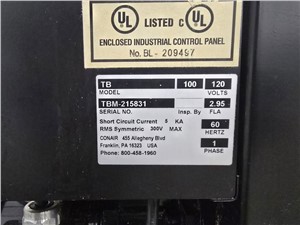 UL LISTED C UL
ENCLOSED INDUSTRIAL CONTROL PANEL
No. BL- 209497
TB 100 120
MODEL VOLTS
TBM-215831 2.95
SERIAL NO. Insp. By FLA
Short Circuit Current 5 KA 60
RMS Symmetric 300V MAX HERTZ
CONAIR 455 Allegheny Blvd 1
Franklin, PA 16323 USA PHASE
Phone: 800-458-1960